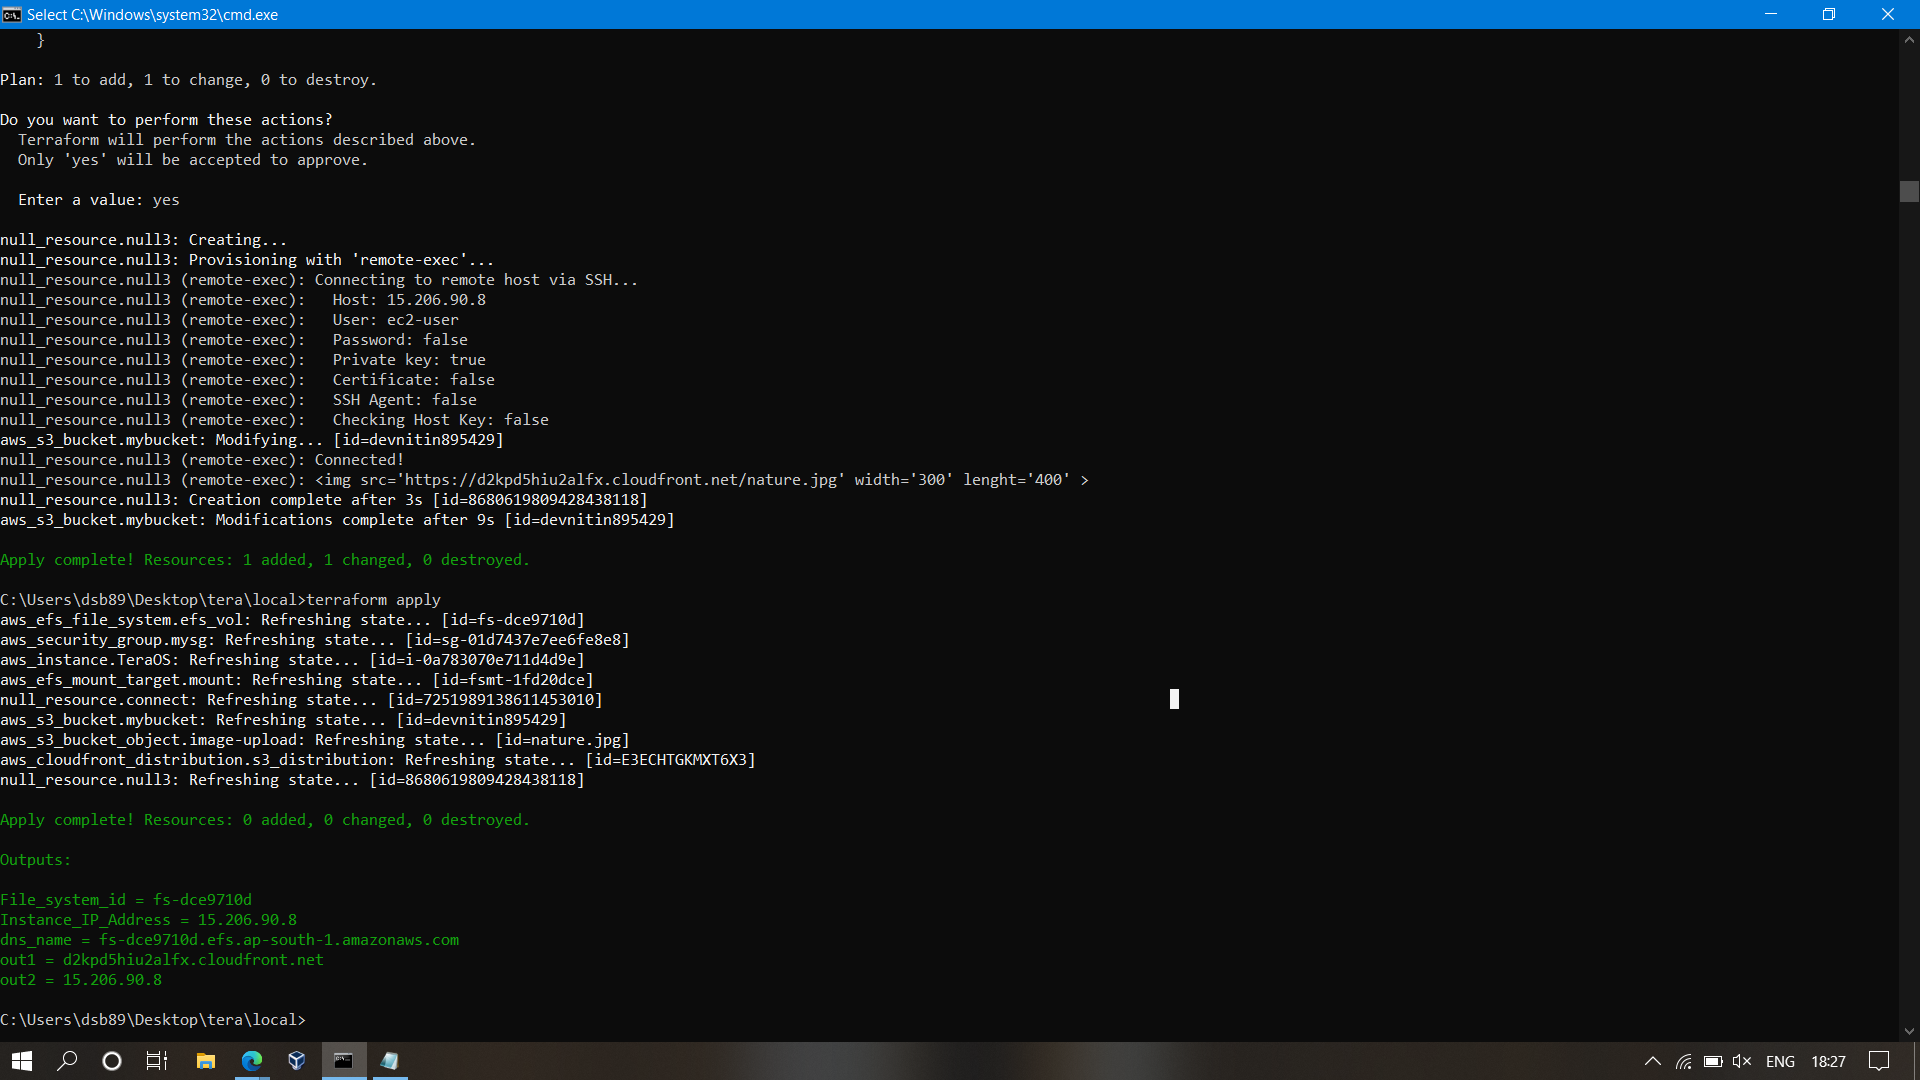 Select C:\Windows\system32\cmd.exe
    }
Plan: 1 to add, 1 to change, 0 to destroy.
Do you want to perform these actions?
  Terraform will perform the actions described above.
  Only 'yes' will be accepted to approve.
  Enter a value: yes
null_resource.null3: Creating...
null_resource.null3: Provisioning with 'remote-exec'...
null_resource.null3 (remote-exec): Connecting to remote host via SSH...
null_resource.null3 (remote-exec):   Host: 15.206.90.8
null_resource.null3 (remote-exec):   User: ec2-user
null_resource.null3 (remote-exec):   Password: false
null_resource.null3 (remote-exec):   Private key: true
null_resource.null3 (remote-exec):   Certificate: false
null_resource.null3 (remote-exec):   SSH Agent: false
null_resource.null3 (remote-exec):   Checking Host Key: false
aws_s3_bucket.mybucket: Modifying... [id=devnitin895429]
null_resource.null3 (remote-exec): Connected!
null_resource.null3 (remote-exec): <img src='https://d2kpd5hiu2alfx.cloudfront.net/nature.jpg' width='300' lenght='400' >
null_resource.null3: Creation complete after 3s [id=8680619809428438118]
aws_s3_bucket.mybucket: Modifications complete after 9s [id=devnitin895429]
Apply complete! Resources: 1 added, 1 changed, 0 destroyed.
C:\Users\dsb89\Desktop\tera\local>terraform apply
aws_efs_file_system.efs_vol: Refreshing state... [id=fs-dce9710d]
aws_security_group.mysg: Refreshing state... [id=sg-01d7437e7ee6fe8e8]
aws_instance.TeraOS: Refreshing state... [id=i-0a783070e711d4d9e]
aws_efs_mount_target.mount: Refreshing state... [id=fsmt-1fd20dce]
null_resource.connect: Refreshing state... [id=7251989138611453010]
aws_s3_bucket.mybucket: Refreshing state... [id=devnitin895429]
aws_s3_bucket_object.image-upload: Refreshing state... [id=nature.jpg]
aws_cloudfront_distribution.s3_distribution: Refreshing state... [id=E3ECHTGKMXT6X3]
null_resource.null3: Refreshing state... [id=8680619809428438118]
Apply complete! Resources: 0 added, 0 changed, 0 destroyed.
Outputs:
File_system_id = fs-dce9710d
Instance_IP_Address = 15.206.90.8
dns_name = fs-dce9710d.efs.ap-south-1.amazonaws.com
out1 = d2kpd5hiu2alfx.cloudfront.net
out2 = 15.206.90.8
C:\Users\dsb89\Desktop\tera\local>
ENG 18:27